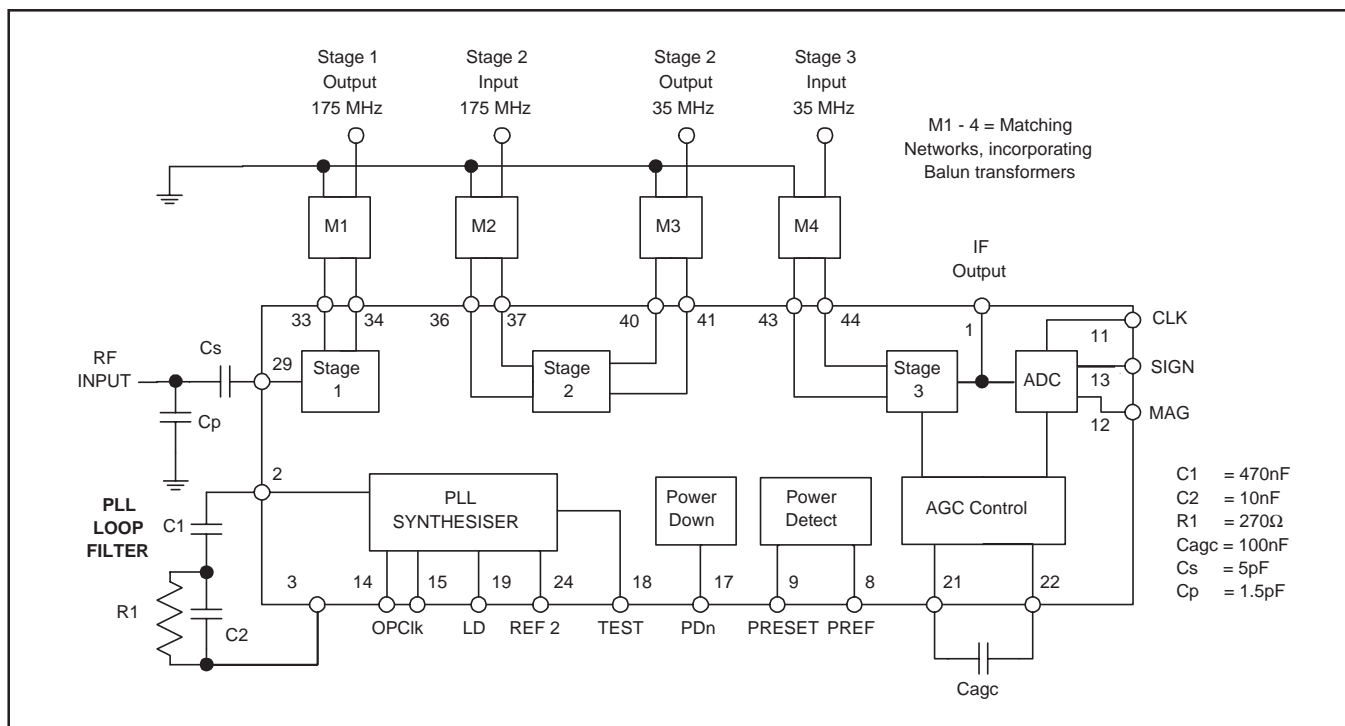 Stage 1
Output
175 MHz
Stage 2
Input
175 MHz
Stage 2
Output
35 MHz
Stage 3
Input
35 MHz
M1 - 4 = Matching
Networks, incorporating
Balun transformers
M1
M2
M3
M4
IF
Output
33
34
36
37
40
41
43
44
1
11
CLK
RF
INPUT
Cs
29
Stage
1
Stage
2
Stage
3
ADC
13
SIGN
12
MAG
Cp
2
PLL
LOOP
FILTER
C1
PLL
SYNTHESISER
Power
Down
Power
Detect
AGC Control
C1 = 470nF
C2 = 10nF
R1 = 270Ω
Cagc = 100nF
Cs = 5pF
Cp = 1.5pF
R1
C2
3
14
15
19
24
18
17
9
8
21
22
OPClk
LD
REF 2
TEST
PDn
PRESET
PREF
Cagc